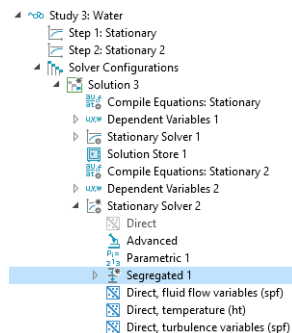 Study 3: Water
Step 1: Stationary
Step 2: Stationary 2
Solver Configurations
Solution 3
Compile Equations: Stationary
Dependent Variables 1
Stationary Solver 1
Solution Store 1
Compile Equations: Stationary 2
Dependent Variables 2
Stationary Solver 2
Direct
Advanced
Parametric 1
Segregated 1
Direct, fluid flow variables (spf)
Direct, temperature (ht)
Direct, turbulence variables (spf)